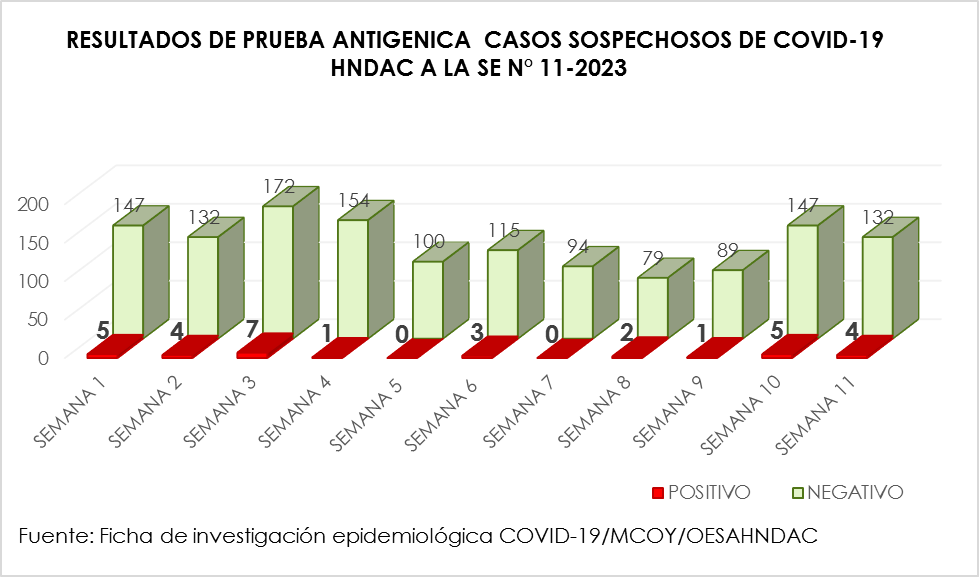 RESULTADOS DE PRUEBA ANTIGENICA  CASOS SOSPECHOSOS DE COVID-19
HNDAC A LA SE N° 11-2023
200
150
100
50
0
147
132
172
154
100
115
94
79
89
147
132
5
4
7
1
0
3
0
2
1
5
4
SEMANA 1
SEMANA 2
SEMANA 3
SEMANA 4
SEMANA 5
SEMANA 6
SEMANA 7
SEMANA 8
SEMANA 9
SEMANA 10
SEMANA 11
POSITIVO
NEGATIVO
Fuente: Ficha de investigación epidemiológica COVID-19/MCOY/OESAHNDAC